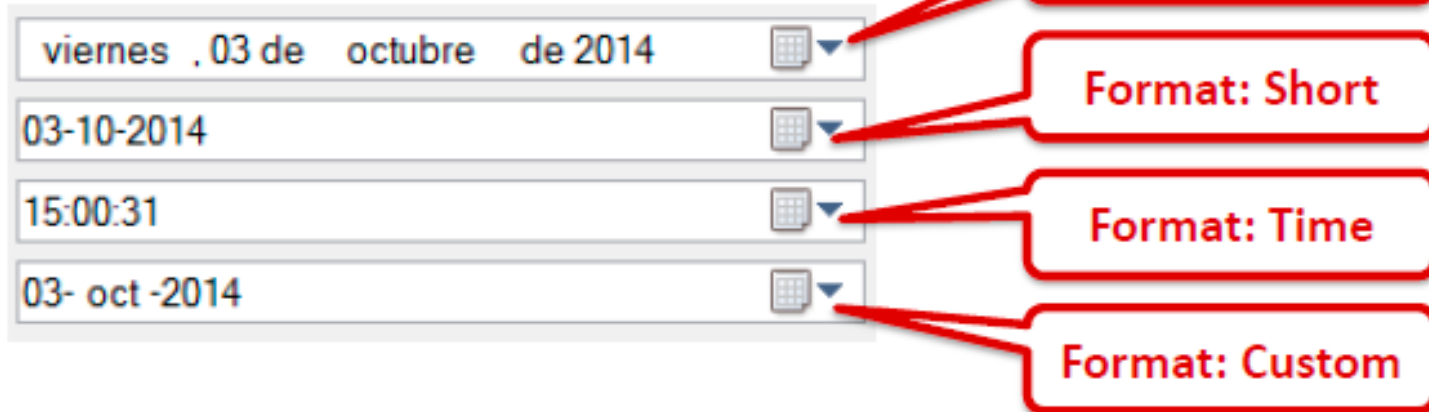 viernes , 03 de octubre de 2014
03-10-2014
Format: Short
15:00:31
Format: Time
03- oct -2014
Format: Custom